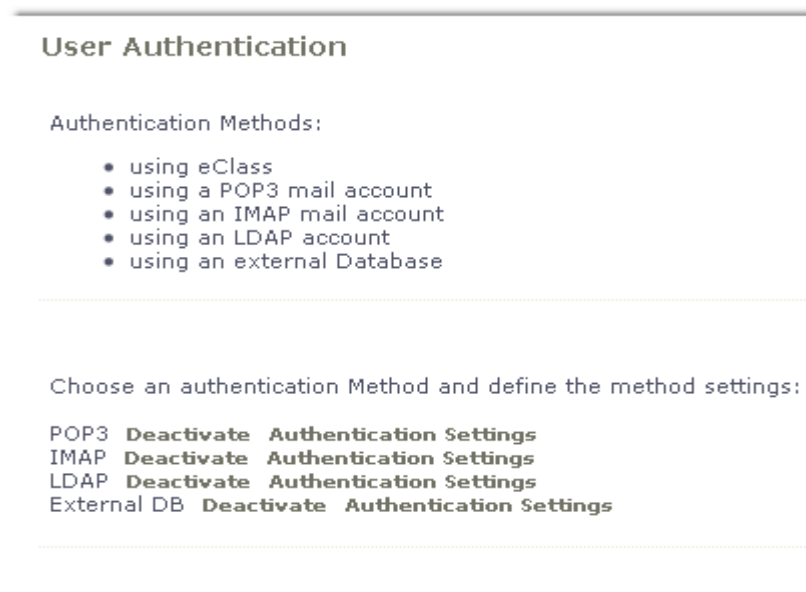 User Authentication
Authentication Methods:
• using eClass
• using a POP3 mail account
• using an IMAP mail account
• using an LDAP account
• using an external Database
Choose an authentication Method and define the method settings:
POP3 Deactivate Authentication Settings
IMAP Deactivate Authentication Settings
LDAP Deactivate Authentication Settings
External DB Deactivate Authentication Settings